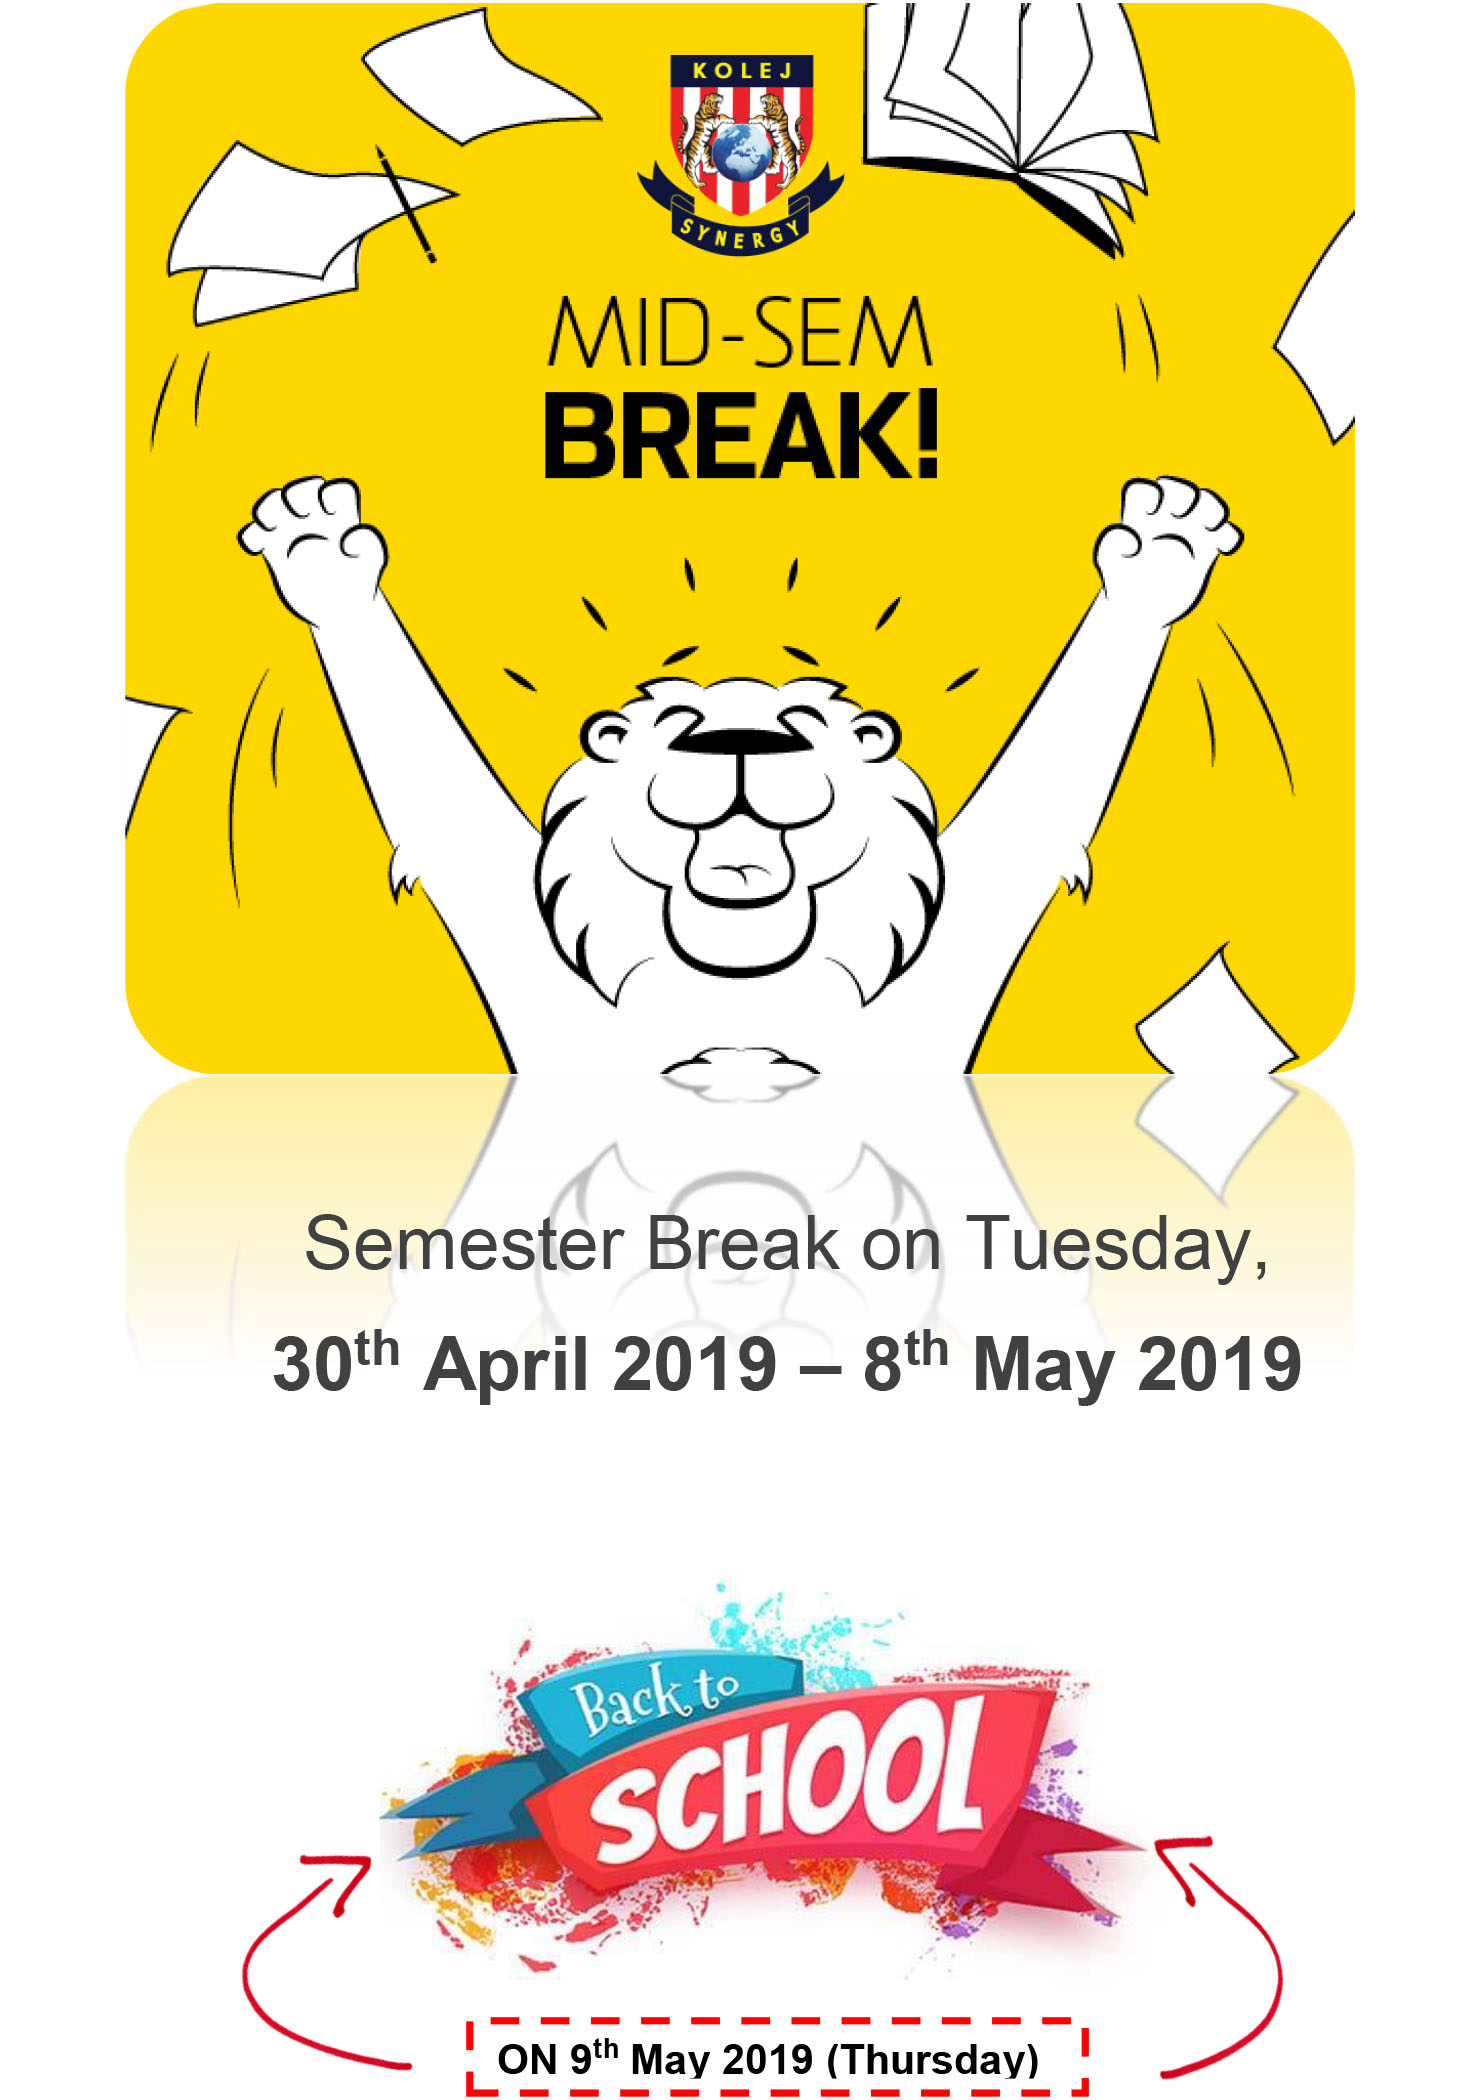 KOLEJ
SYNERGY
MID-SEM
BREAK!
Semester Break on Tuesday,
30th April 2019 – 8th May 2019
Back to
SCHOOL
ON 9th May 2019 (Thursday)